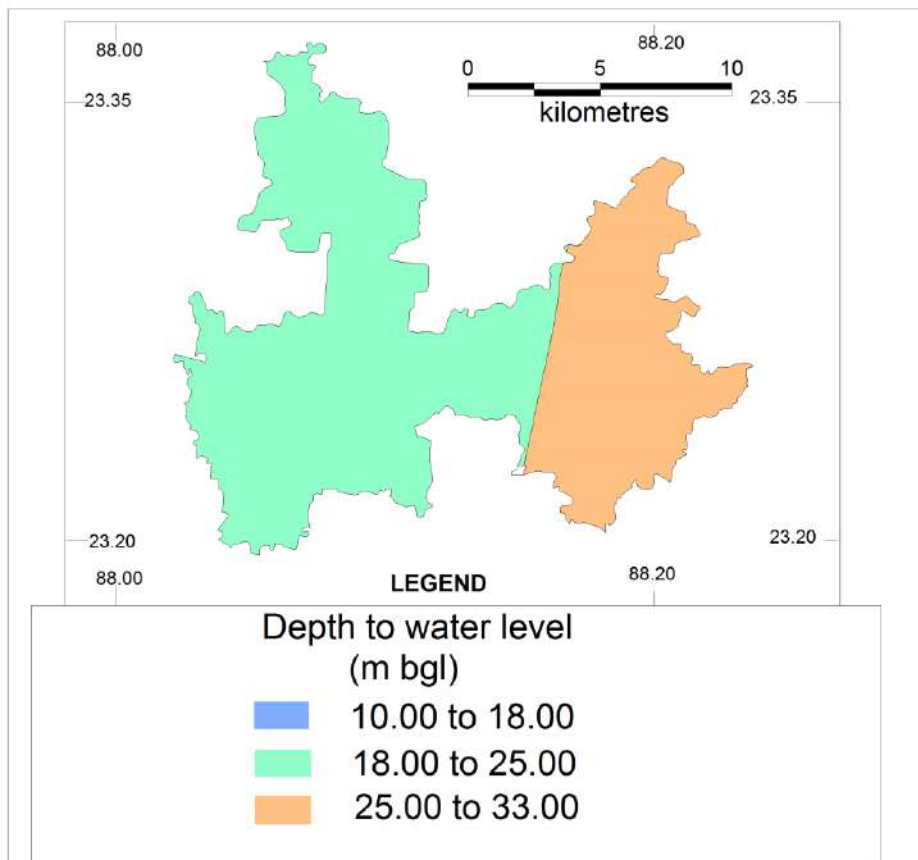 88.00
88.20
0 5 10
23.35
23.35
kilometres
23.20
23.20
88.00
88.20
LEGEND
Depth to water level
(m bgl)
10.00 to 18.00
18.00 to 25.00
25.00 to 33.00